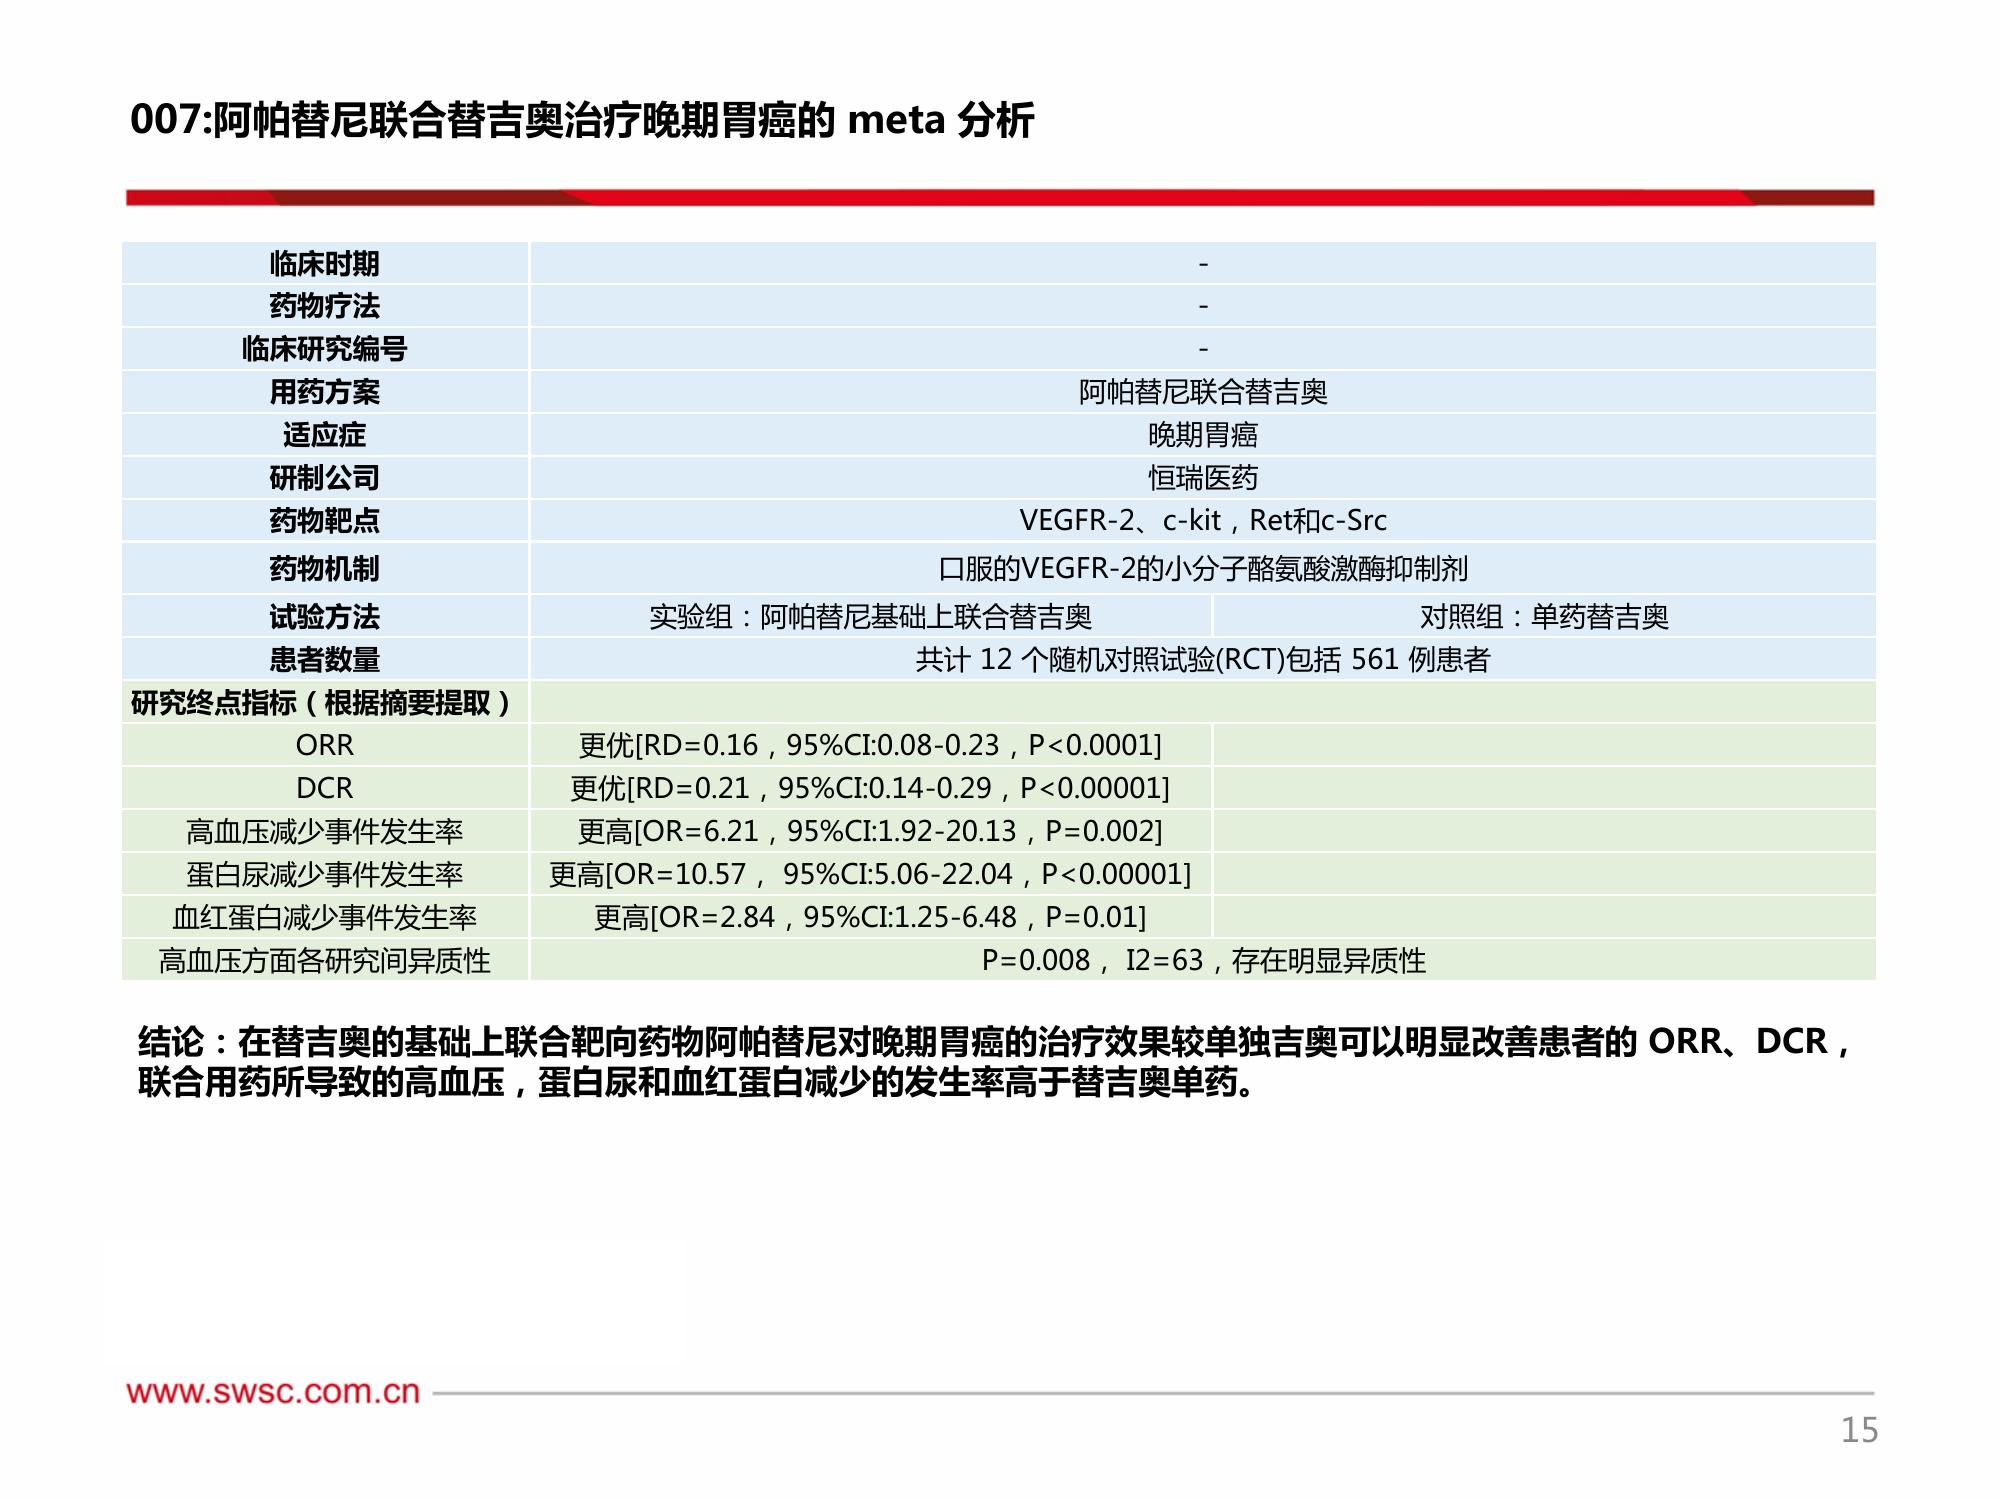 007:阿帕替尼联合替吉奥治疗晚期胃癌的 meta 分析
临床时期 -
药物疗法 -
临床研究编号 -
用药方案 阿帕替尼联合替吉奥
适应症 晚期胃癌
研制公司 恒瑞医药
药物靶点 VEGFR-2、c-kit，Ret和c-Src
药物机制 口服的VEGFR-2的小分子酪氨酸激酶抑制剂
试验方法 实验组：阿帕替尼基础上联合替吉奥 对照组：单药替吉奥
患者数量 共计 12 个随机对照试验(RCT)包括 561 例患者
研究终点指标（根据摘要提取）
ORR 更优[RD=0.16，95%CI:0.08-0.23，P<0.0001]
DCR 更优[RD=0.21，95%CI:0.14-0.29，P<0.00001]
高血压减少事件发生率 更高[OR=6.21，95%CI:1.92-20.13，P=0.002]
蛋白尿减少事件发生率 更高[OR=10.57， 95%CI:5.06-22.04，P<0.00001]
血红蛋白减少事件发生率 更高[OR=2.84，95%CI:1.25-6.48，P=0.01]
高血压方面各研究间异质性 P=0.008， I2=63，存在明显异质性
结论：在替吉奥的基础上联合靶向药物阿帕替尼对晚期胃癌的治疗效果较单独吉奥可以明显改善患者的 ORR、DCR，
联合用药所导致的高血压，蛋白尿和血红蛋白减少的发生率高于替吉奥单药。
www.swsc.com.cn
15